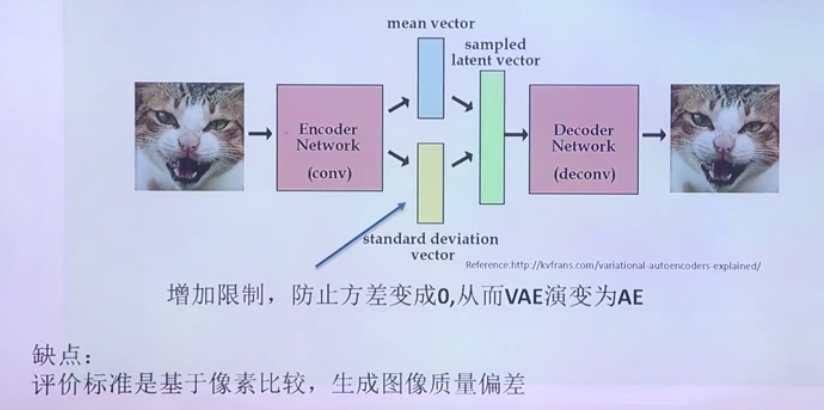 mean vector
sampled
latent vector
Encoder
Network
(conv)
Decoder
Network
(deconv)
standard deviation
vector
Reference:http://kvfrans.com/variational-autoencoders-explained/
增加限制，防止方差变成0,从而VAE演变为AE
缺点：
评价标准是基于像素比较，生成图像质量偏差